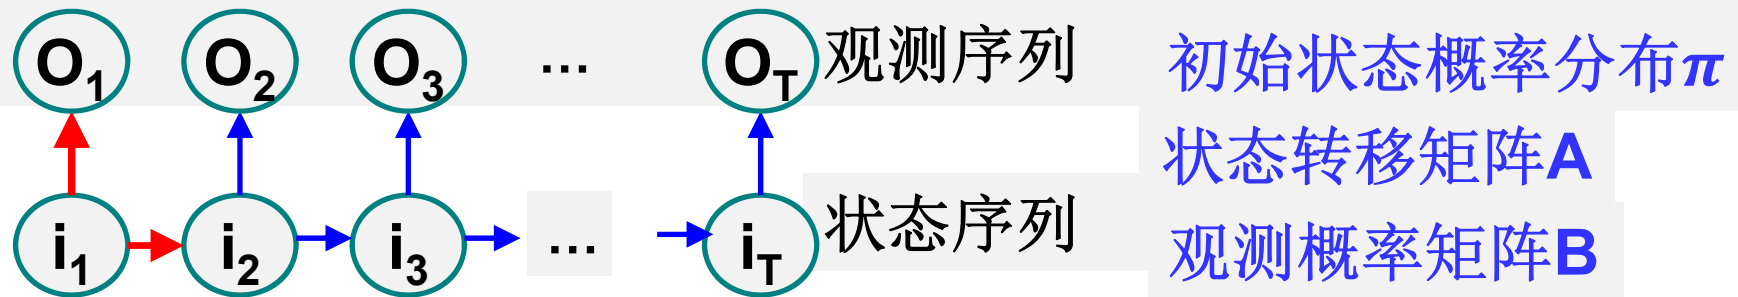 O1 O2 O3 ... OT 观测序列
i1 i2 i3 ... iT 状态序列
初始状态概率分布π
状态转移矩阵A
观测概率矩阵B